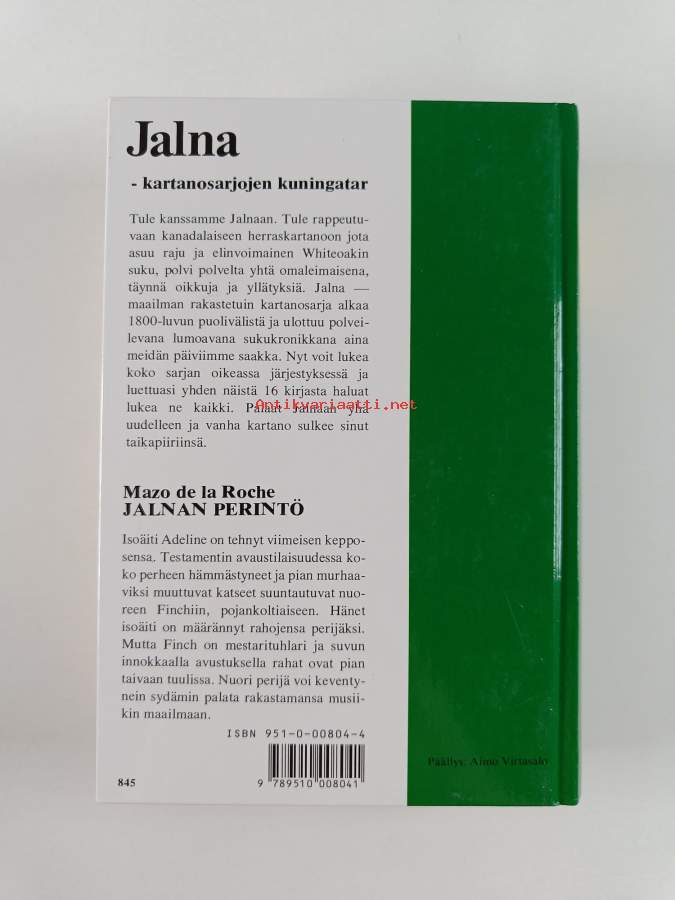 Jalna
- kartanosarjojen kuningatar
Tule kanssamme Jalnaan. Tule rappeutu-
vaan kanadalaiseen herraskartanoon jota
asuu raju ja elinvoimainen Whiteoakin
suku, polvi polvelta yhtä omaleimaisena,
täynnä oikkuja ja yllätyksiä. Jalna —
maailman rakastetuin kartanosarja alkaa
1800-luvun puolivälistä ja ulottuu polvei-
levana lumoavana sukukronikkana aina
meidän päiviimme saakka. Nyt voit lukea
koko sarjan oikeassa järjestyksessä ja
luettuasi yhden näistä 16 kirjasta haluat
Antikvariaatti.net
lukea ne kaikki. Palaat Jalnaan yhä
uudelleen ja vanha kartano sulkee sinut
taikapiiriinsä.
Mazo de la Roche
JALNAN PERINTÖ
Isoäiti Adeline on tehnyt viimeisen keppo-
sensa. Testamentin avaustilaisuudessa ko-
ko perheen hämmästyneet ja pian murhaa-
viksi muuttuvat katseet suuntautuvat nuo-
reen Finchiin, pojankoltiaiseen. Hänet
isoäiti on määrännyt rahojensa perijäksi.
Mutta Finch on mestarituhlari ja suvun
innokkaalla avustuksella rahat ovat pian
taivaan tuulissa. Nuori perijä voi keventy-
nein sydämin palata rakastamansa musii-
kin maailmaan.
ISBN 951-0-00804-4
845
9 789510 008041
Päällys: Aimo Virtasalo